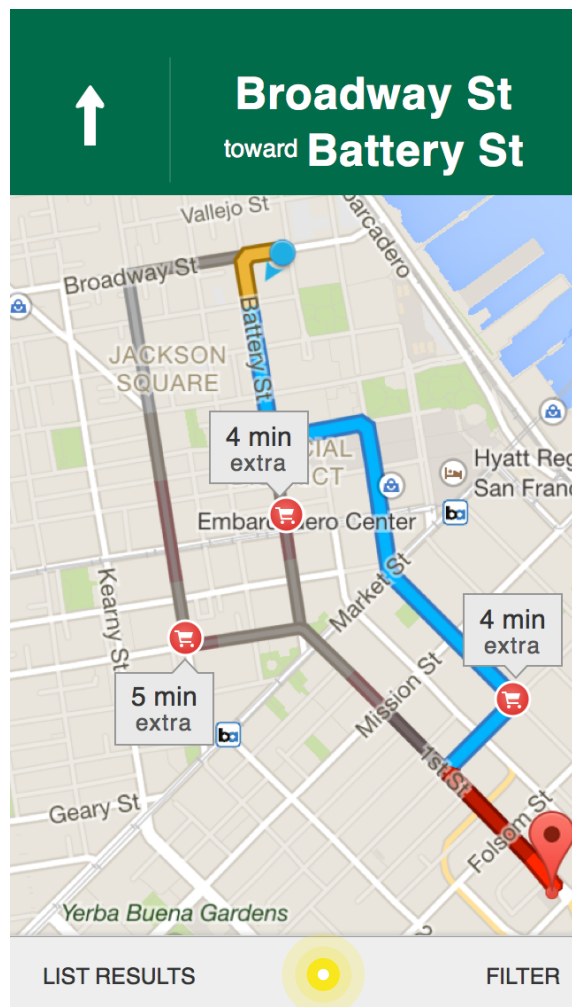 Broadway St
toward Battery St
Vallejo St
Broadway St
Battery St
JACKSON
SQUARE
4 min
extra
Hyatt Reg
San Franc
Embar
ero Center
Kearny St
Market St
4 min
extra
Mission St
5 min
extra
1st St
Geary St
Folsom St
Yerba Buena Gardens
LIST RESULTS
FILTER